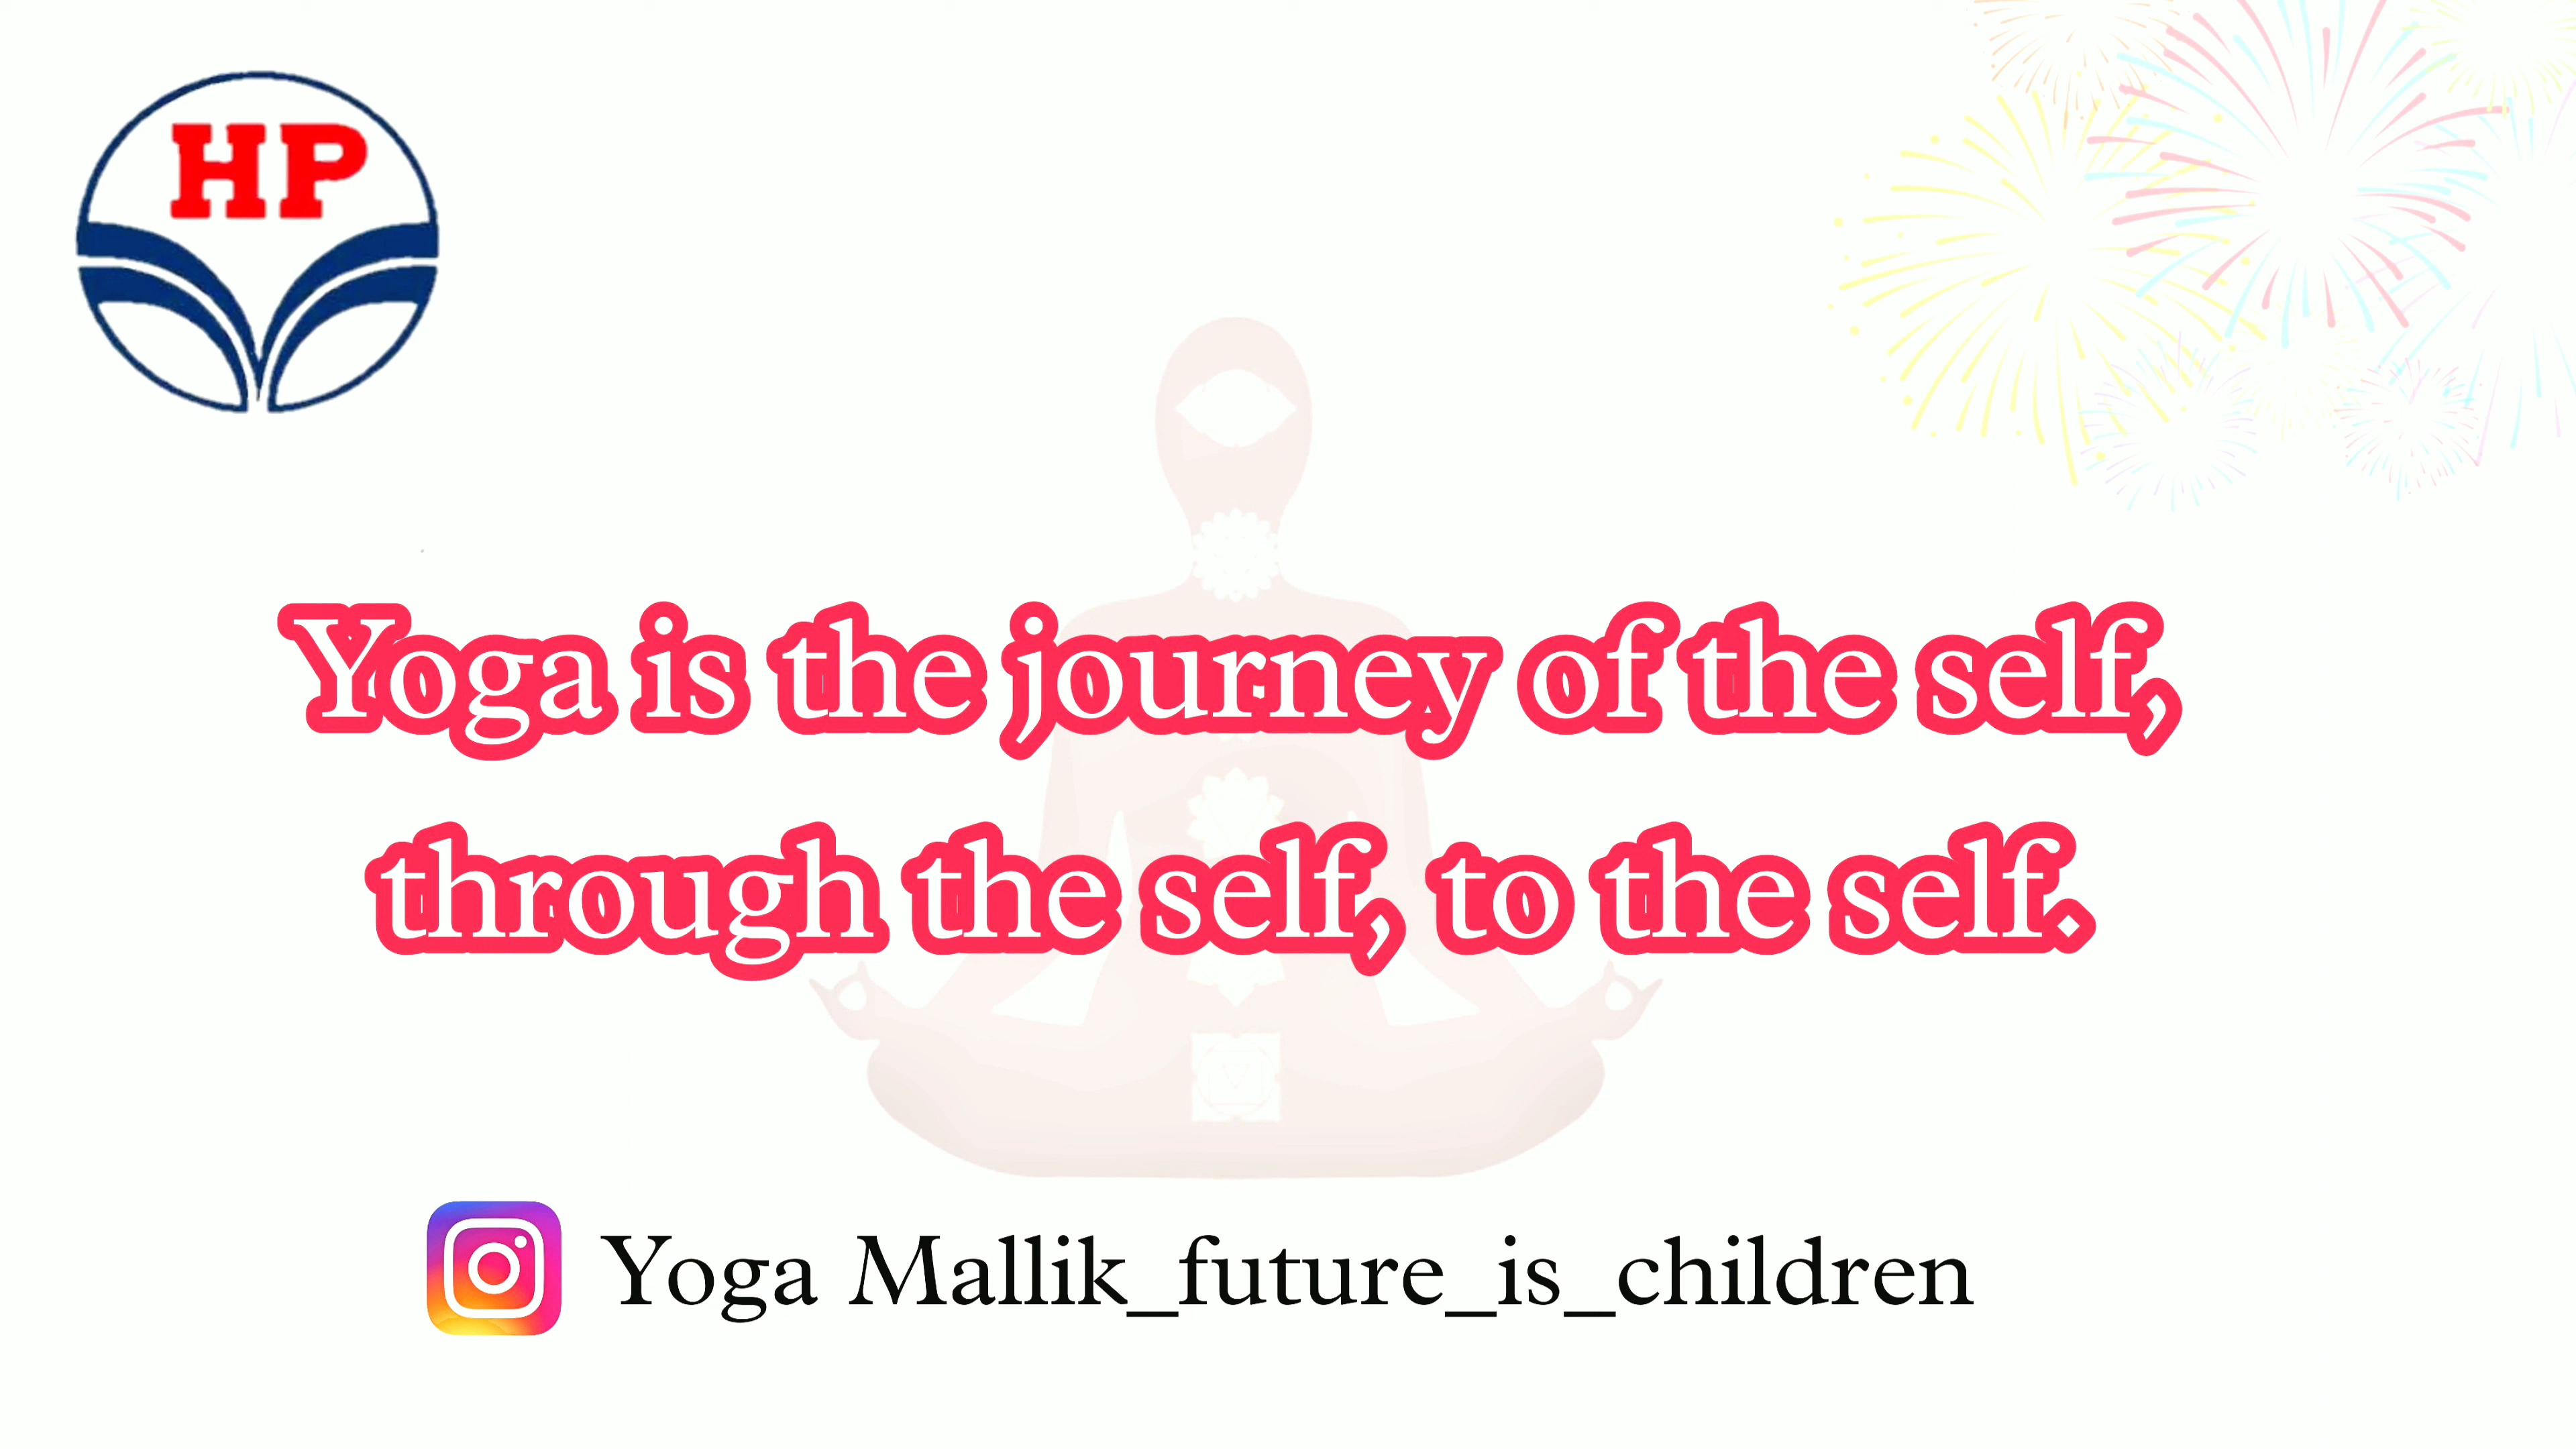 HP
Yoga is the journey of the self,
through the self, to the self.
Yoga Mallik_future_is_children